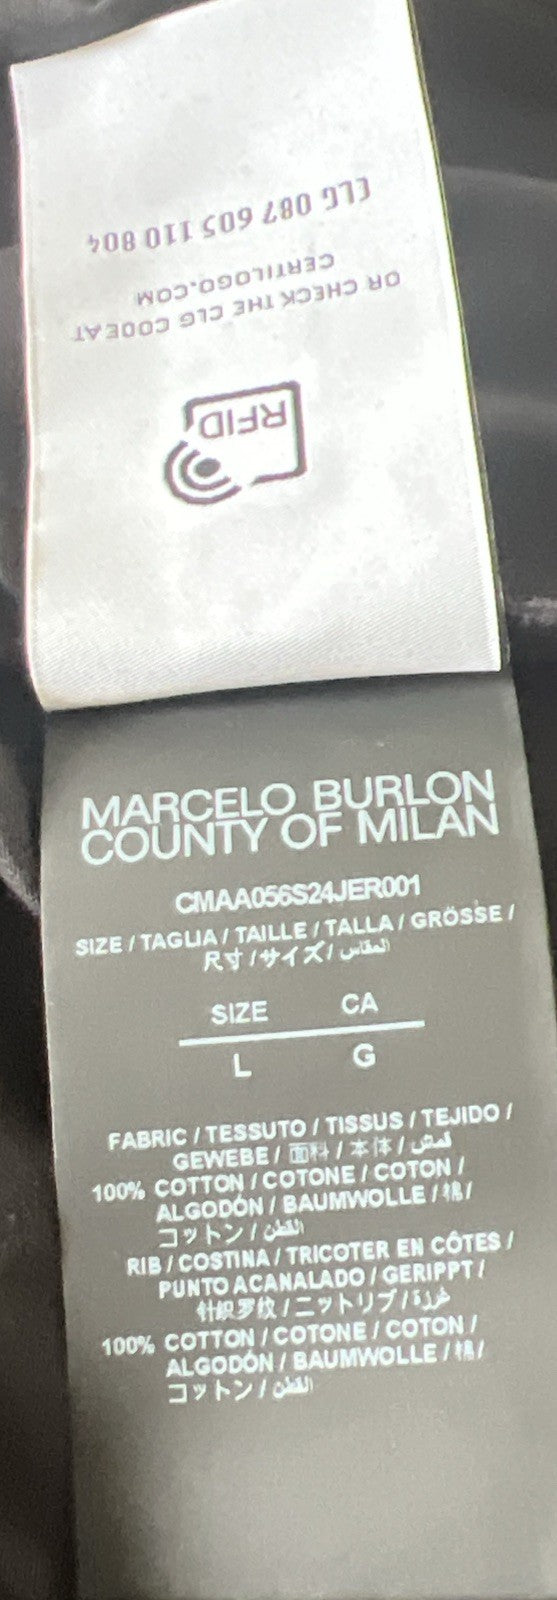 RFID
OR CHECK THE CLG CODE AT
CERTILOGO.COM
CLG 087 605 110 804
MARCELO BURLON
COUNTY OF MILAN
CMAA056S24JER001
SIZE / TAGLIA / TAILLE / TALLA / GRÖSSE /
尺寸 / サイズ / المقاس
SIZE CA
L G
FABRIC / TESSUTO / TISSUS / TEJIDO /
GEWEBE / 面料 / 本体 / قمش
100% COTTON / COTONE / COTON /
ALGODÓN / BAUMWOLLE / 棉 /
コットン / القطن
RIB / COSTINA / TRICOTER EN CÔTES /
PUNTO ACANALADO / GERIPPT /
针织罗纹 / ニットリブ / غرزة
100% COTTON / COTONE / COTON /
ALGODÓN / BAUMWOLLE / 棉 /
コットン / القطن